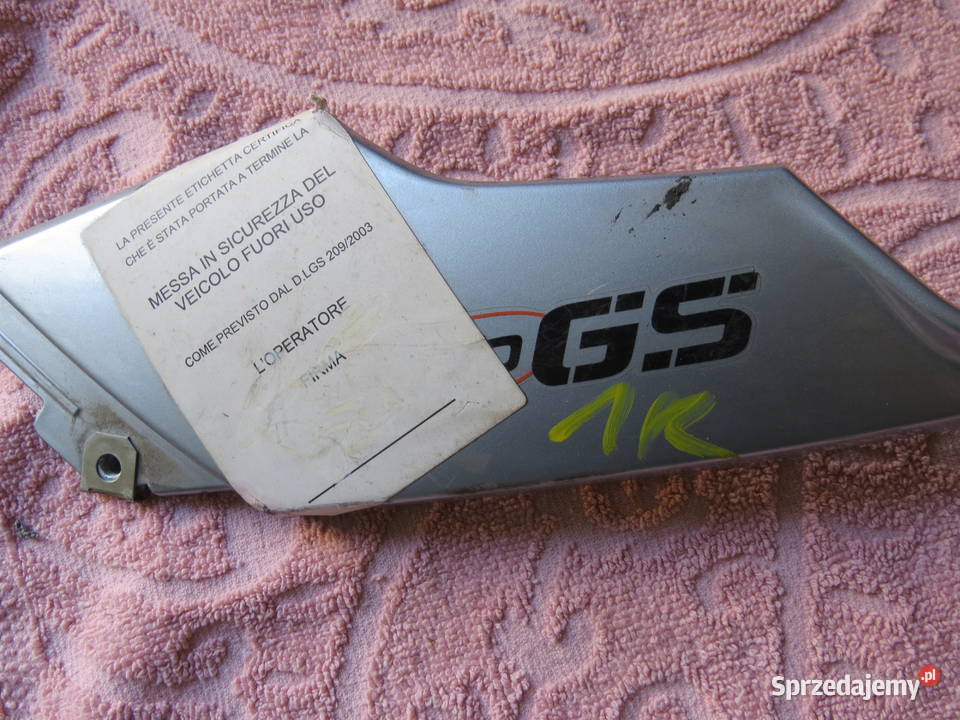 LA PRESENTE ETICHETTA CERTIFICA
CHE È STATA PORTATA A TERMINE LA
MESSA IN SICUREZZA DEL
VEICOLO FUORI USO
COME PREVISTO DAL D.LGS 209/2003
L'OPERATORE
FIRMA
GS
1K
Sprzedajemy.pl